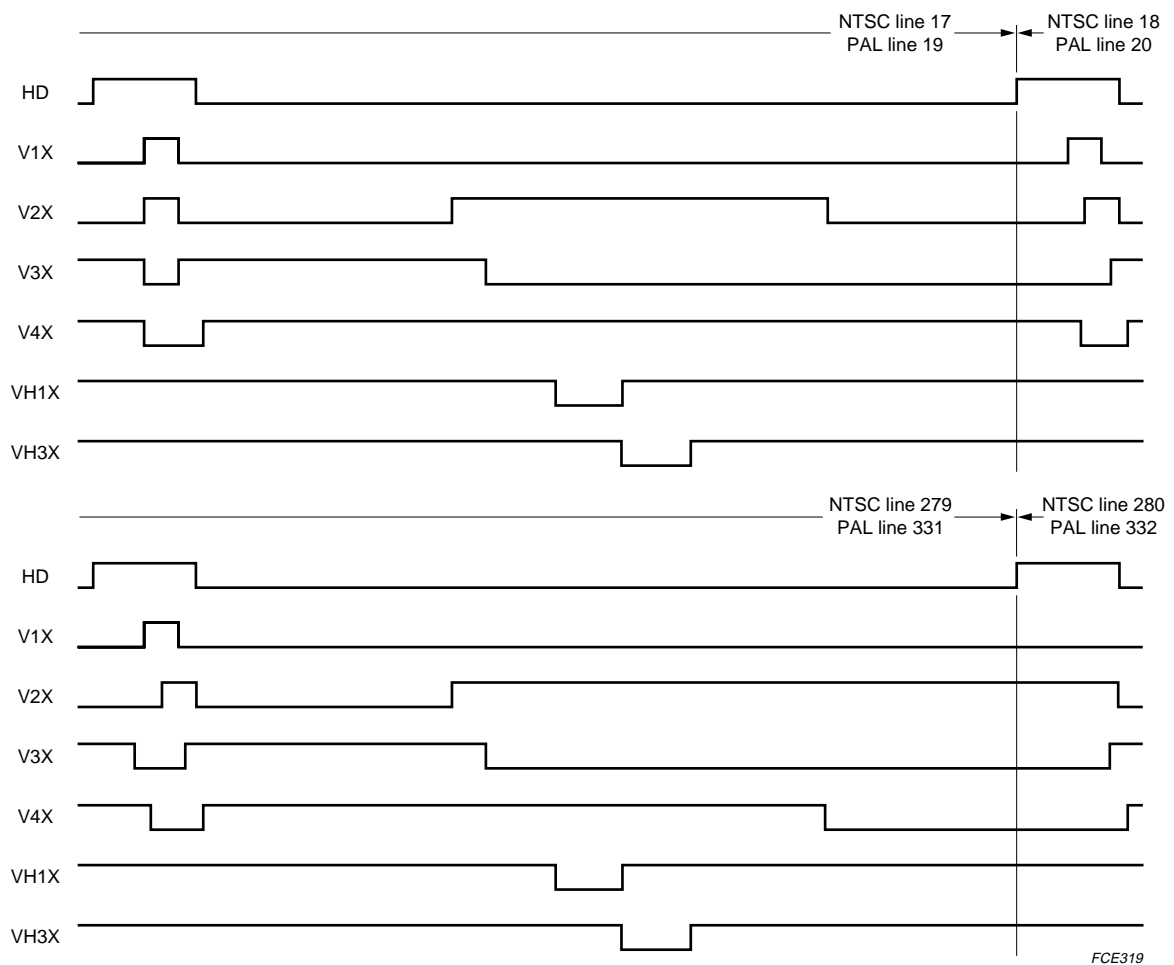 NTSC line 17 NTSC line 18
PAL line 19 PAL line 20
HD
V1X
V2X
V3X
V4X
VH1X
VH3X
NTSC line 279 NTSC line 280
PAL line 331 PAL line 332
HD
V1X
V2X
V3X
V4X
VH1X
VH3X
FCE319